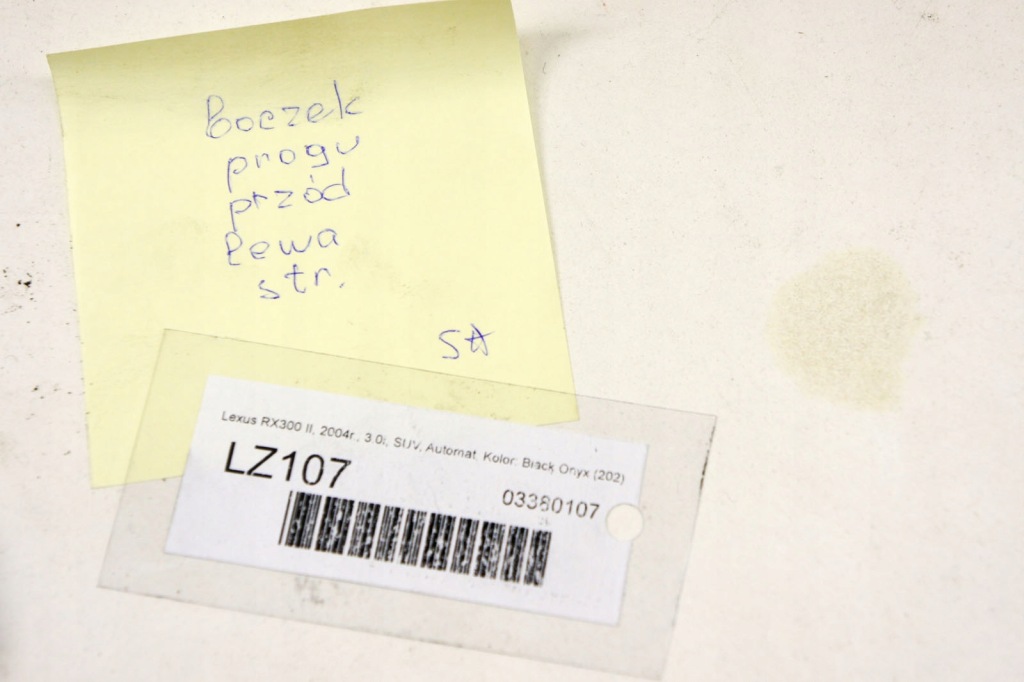 Boczek
progu
przód
Lewa
str.
SA
Lexus RX300 II, 2004r., 3.0i, SUV, Automat, Kolor: Black Onyx (202)
LZ107
03380107